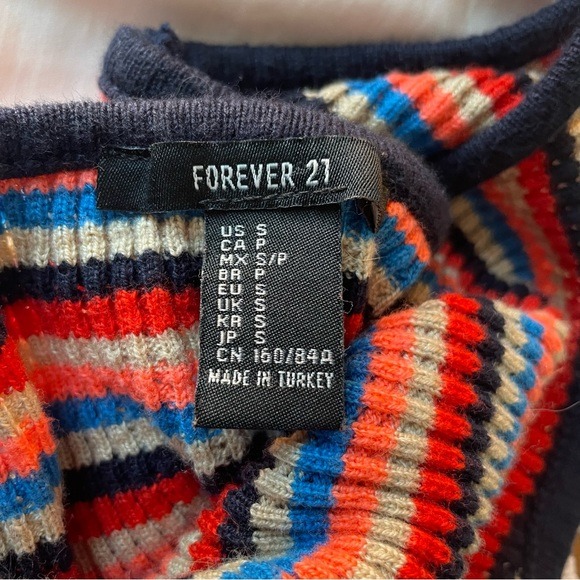 FOREVER 21
US S
CA P
MX S/P
BR P
EU S
UK S
KR S
JP S
CN 160/84A
MADE IN TURKEY